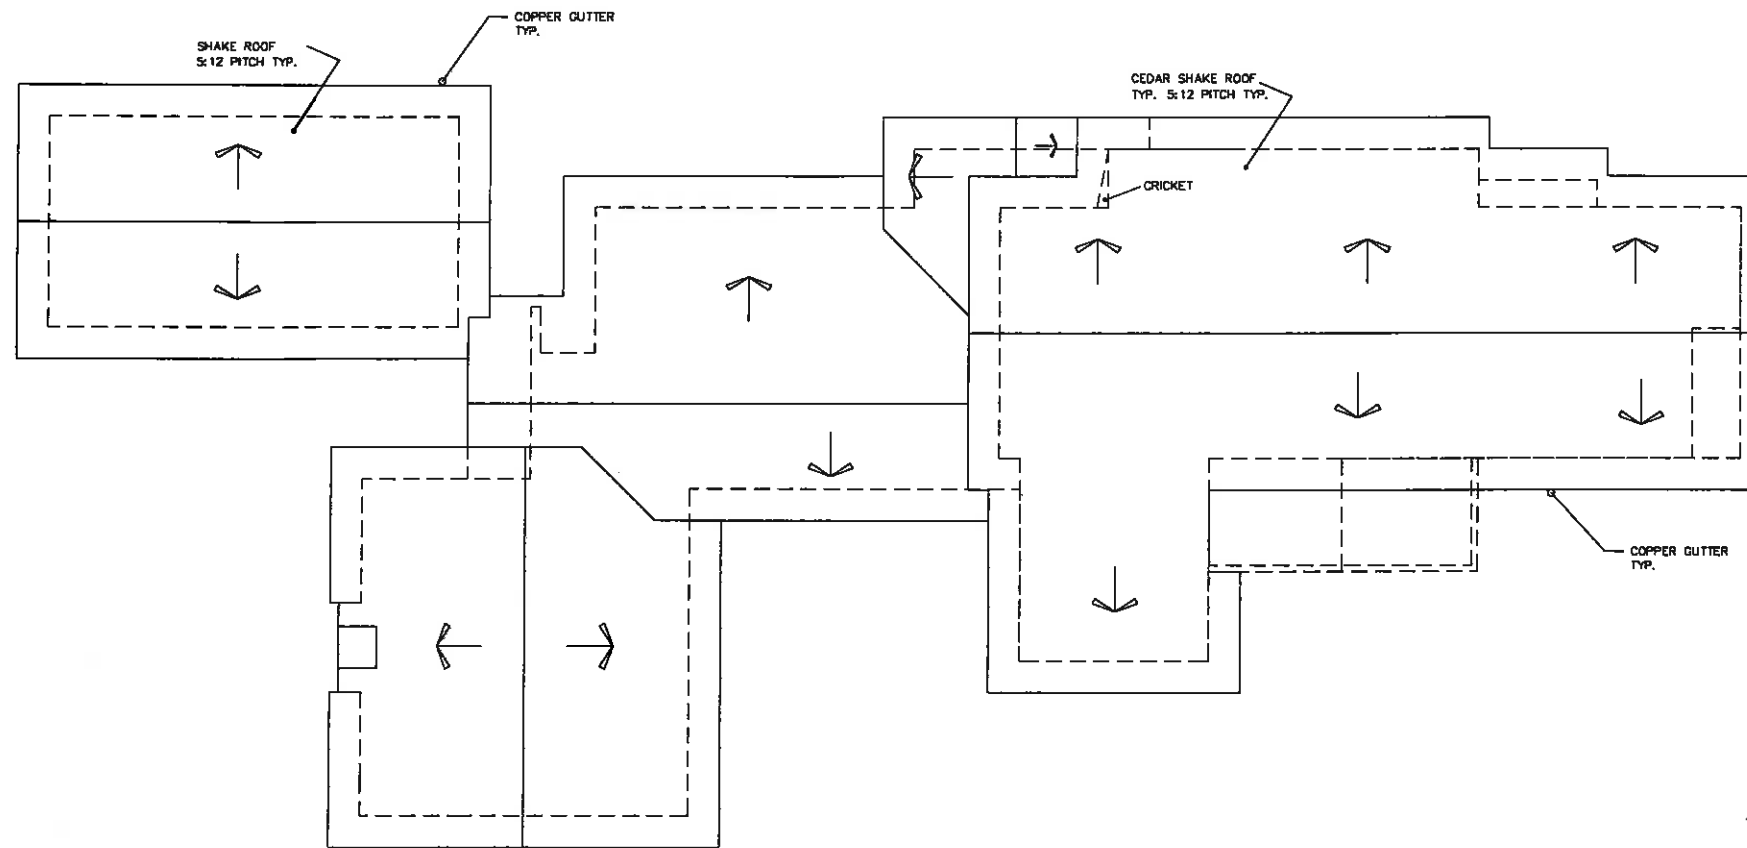 COPPER GUTTER
TYP.
SHAKE ROOF
5:12 PITCH TYP.
CEDAR SHAKE ROOF
TYP. 5:12 PITCH TYP.
CRICKET
COPPER GUTTER
TYP.